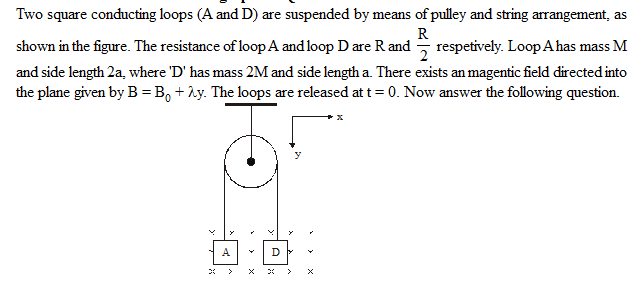 Two square conducting loops (A and D) are suspended by means of pulley and string arrangement, as
shown in the figure. The resistance of loop A and loop D are R and R/2 respetively. Loop A has mass M
and side length 2a, where 'D' has mass 2M and side length a. There exists an magentic field directed into
the plane given by B = B₀ + λy. The loops are released at t = 0. Now answer the following question.
x
y
A D